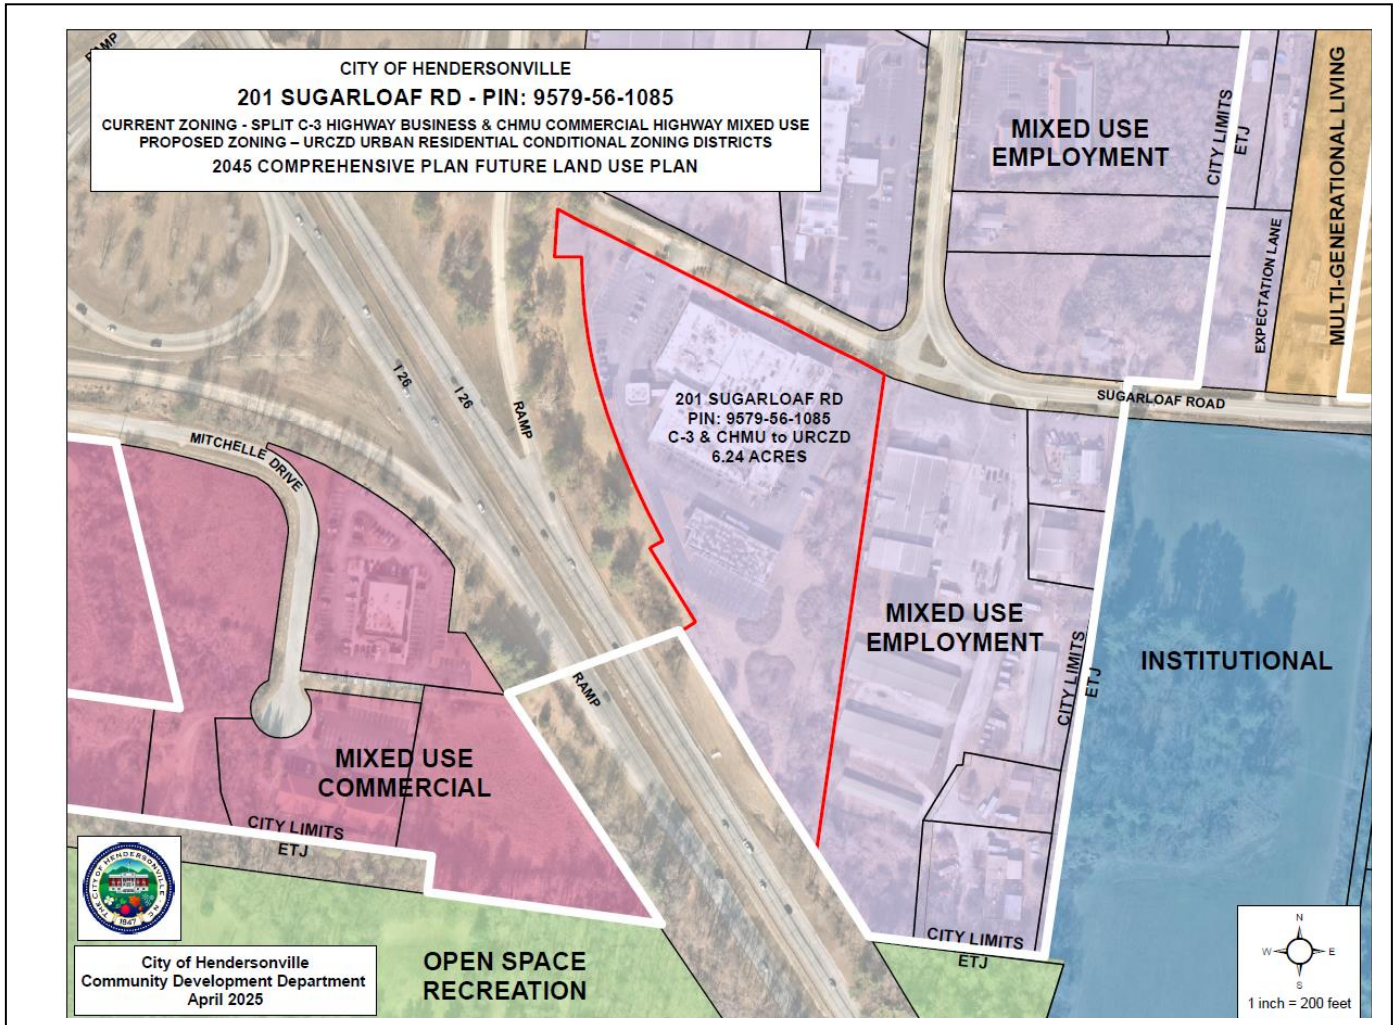 RAMP
CITY OF HENDERSONVILLE
201 SUGARLOAF RD - PIN: 9579-56-1085
CURRENT ZONING - SPLIT C-3 HIGHWAY BUSINESS & CHMU COMMERCIAL HIGHWAY MIXED USE
PROPOSED ZONING – URCZD URBAN RESIDENTIAL CONDITIONAL ZONING DISTRICTS
2045 COMPREHENSIVE PLAN FUTURE LAND USE PLAN
MIXED USE
EMPLOYMENT
CITY LIMITS
ETJ
MULTI-GENERATIONAL LIVING
EXPECTATION LANE
I 26
I 26
RAMP
201 SUGARLOAF RD
PIN: 9579-56-1085
C-3 & CHMU to URCZD
6.24 ACRES
SUGARLOAF ROAD
MITCHELLE DRIVE
MIXED USE
EMPLOYMENT
CITY LIMITS
ETJ
INSTITUTIONAL
RAMP
MIXED USE
COMMERCIAL
CITY LIMITS
ETJ
THE CITY OF HENDERSONVILLE - N.C.
1847
City of Hendersonville
Community Development Department
April 2025
OPEN SPACE
RECREATION
CITY LIMITS
ETJ
N
W
E
S
1 inch = 200 feet